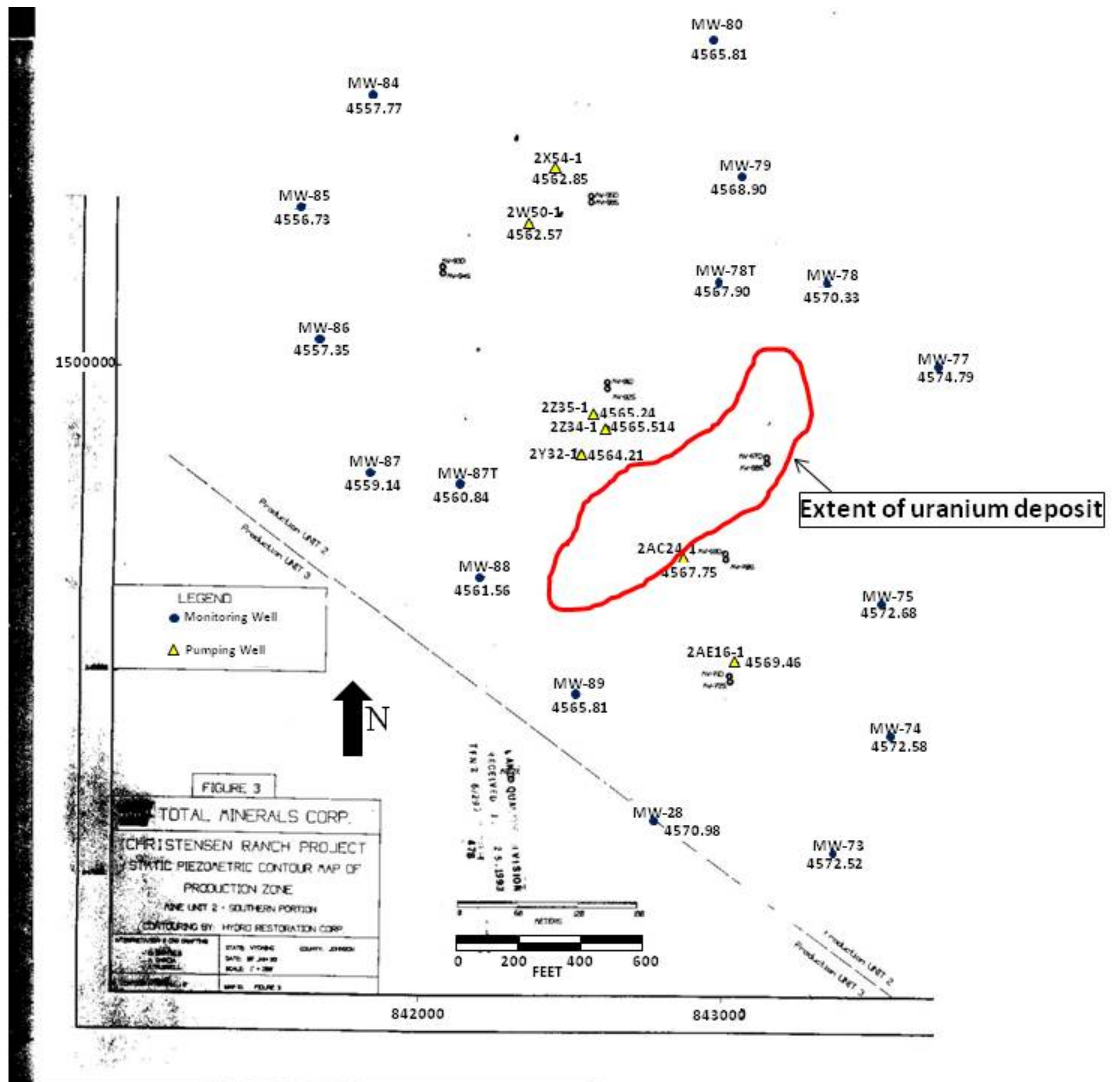 MW-80
4565.81
MW-84
4557.77
2X54-1
4562.85
MW-79
4568.90
MW-85
4556.73
2W50-1
4562.57
MW-78T
4567.90
MW-78
4570.33
MW-86
4557.35
1500000
MW-77
4574.79
2Z35-1 4565.24
2Z34-1 4565.514
2Y32-1 4564.21
MW-87
4559.14
MW-87T
4560.84
Extent of uranium deposit
Production UNIT 2
Production UNIT 3
2AC24-1
4567.75
MW-88
4561.56
MW-75
4572.68
LEGEND
Monitoring Well
Pumping Well
2AE16-1
4569.46
MW-89
4565.81
N
MW-74
4572.58
MW-28
4570.98
MW-73
4572.52
FIGURE 3
TOTAL MINERALS CORP.
CHRISTENSEN RANCH PROJECT
STATIC PIEZOMETRIC CONTOUR MAP OF
PRODUCTION ZONE
MINE UNIT 2 - SOUTHERN PORTION
CONTOURING BY: HYDRO RESTORATION CORP.
STATE: WYOMING COUNTY: JOHNSON
METERS
0 200 400 600
FEET
Production UNIT 2
Production UNIT 3
842000 843000